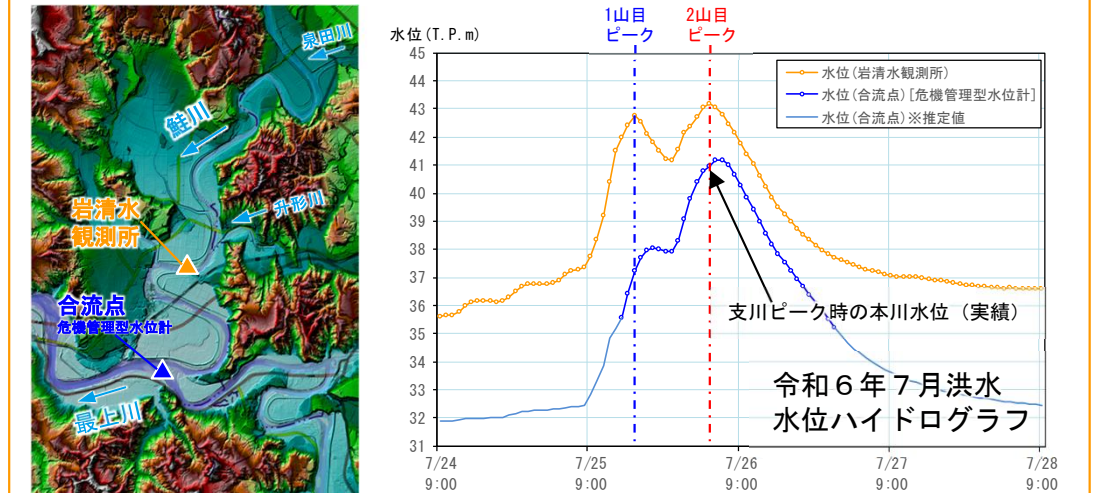 泉田川
鮭川
岩清水
観測所
升形川
合流点
危機管理型水位計
最上川
1山目
ピーク
2山目
ピーク
水位(T.P.m)
45
44
43
42
41
40
39
38
37
36
35
34
33
32
31
水位(岩清水観測所)
水位(合流点)[危機管理型水位計]
水位(合流点)※推定値
支川ピーク時の本川水位（実績）
令和６年７月洪水
水位ハイドログラフ
7/24
9:00
7/25
9:00
7/26
9:00
7/27
9:00
7/28
9:00